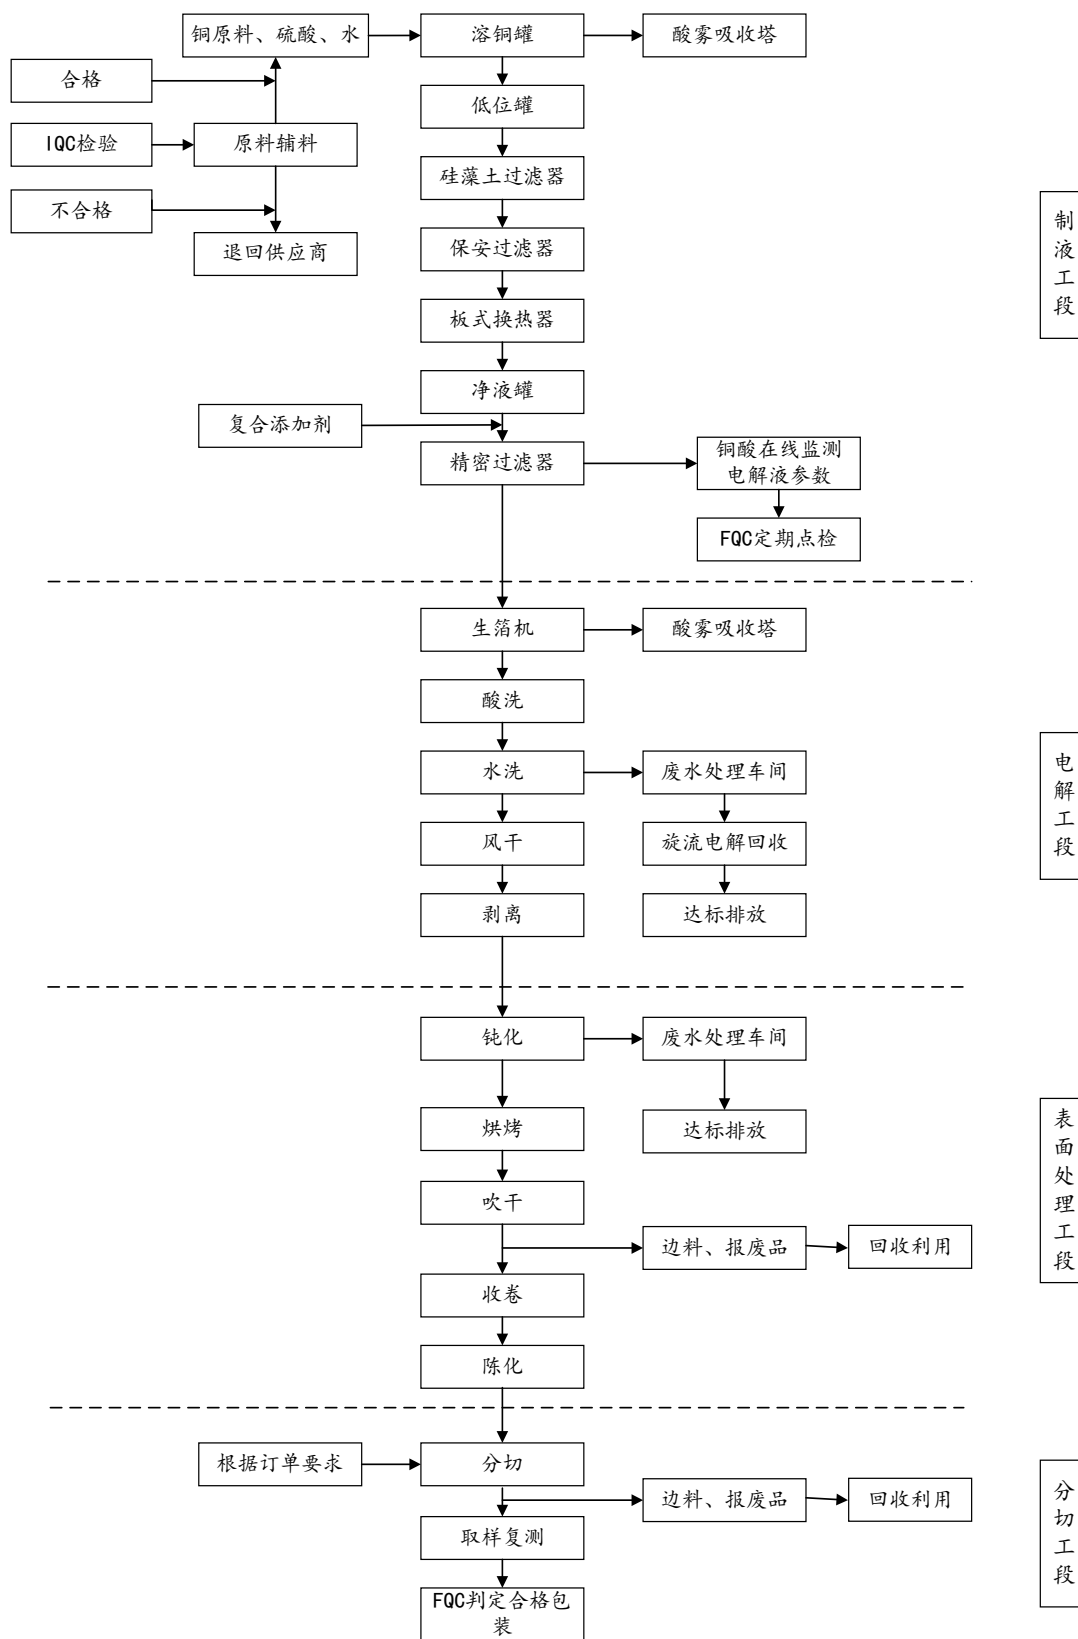 铜原料、硫酸、水
溶铜罐
酸雾吸收塔
合格
低位罐
IQC检验
原料辅料
硅藻土过滤器
不合格
退回供应商
保安过滤器
板式换热器
净液罐
复合添加剂
精密过滤器
铜酸在线监测
电解液参数
FQC定期点检
制
液
工
段
生箔机
酸雾吸收塔
酸洗
水洗
废水处理车间
风干
旋流电解回收
剥离
达标排放
电
解
工
段
钝化
废水处理车间
烘烤
达标排放
吹干
边料、报废品
回收利用
收卷
陈化
表
面
处
理
工
段
根据订单要求
分切
边料、报废品
回收利用
取样复测
FQC判定合格包
装
分
切
工
段